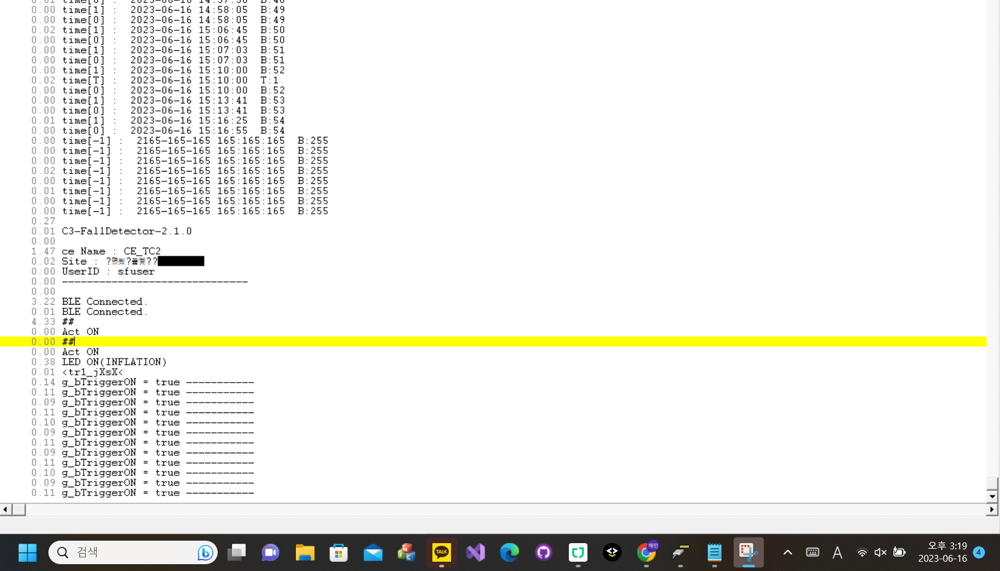 0.00 time[1] :  2023-06-16 14:58:05  B:49
0.00 time[0] :  2023-06-16 14:58:05  B:49
0.02 time[1] :  2023-06-16 15:06:45  B:50
0.00 time[0] :  2023-06-16 15:06:45  B:50
0.00 time[1] :  2023-06-16 15:07:03  B:51
0.00 time[0] :  2023-06-16 15:07:03  B:51
0.00 time[1] :  2023-06-16 15:10:00  B:52
0.02 time[T] :  2023-06-16 15:10:00  T:1
0.00 time[0] :  2023-06-16 15:10:00  B:52
0.00 time[1] :  2023-06-16 15:13:41  B:53
0.00 time[0] :  2023-06-16 15:13:41  B:53
0.01 time[1] :  2023-06-16 15:16:25  B:54
0.00 time[0] :  2023-06-16 15:16:55  B:54
0.00 time[-1] :  2165-165-165 165:165:165  B:255
0.00 time[-1] :  2165-165-165 165:165:165  B:255
0.00 time[-1] :  2165-165-165 165:165:165  B:255
0.02 time[-1] :  2165-165-165 165:165:165  B:255
0.00 time[-1] :  2165-165-165 165:165:165  B:255
0.01 time[-1] :  2165-165-165 165:165:165  B:255
0.00 time[-1] :  2165-165-165 165:165:165  B:255
0.00 time[-1] :  2165-165-165 165:165:165  B:255
0.27
0.01 C3-FallDetector-2.1.0
0.00
1.47 ce Name : CE_TC2
0.02 Site :
0.00 UserID : sfuser
0.00 ------------------------------
0.00
3.22 BLE Connected.
0.01 BLE Connected.
4.33 ##
0.00 Act ON
0.00 ##
0.00 Act ON
0.38 LED ON(INFLATION)
0.01 <tr1_jXsX<
0.14 g_bTriggerON = true -----------
0.11 g_bTriggerON = true -----------
0.09 g_bTriggerON = true -----------
0.11 g_bTriggerON = true -----------
0.10 g_bTriggerON = true -----------
0.09 g_bTriggerON = true -----------
0.11 g_bTriggerON = true -----------
0.09 g_bTriggerON = true -----------
0.11 g_bTriggerON = true -----------
0.10 g_bTriggerON = true -----------
0.09 g_bTriggerON = true -----------
0.11 g_bTriggerON = true -----------
검색
TALK
해민
A
오후 3:19
2023-06-16
4